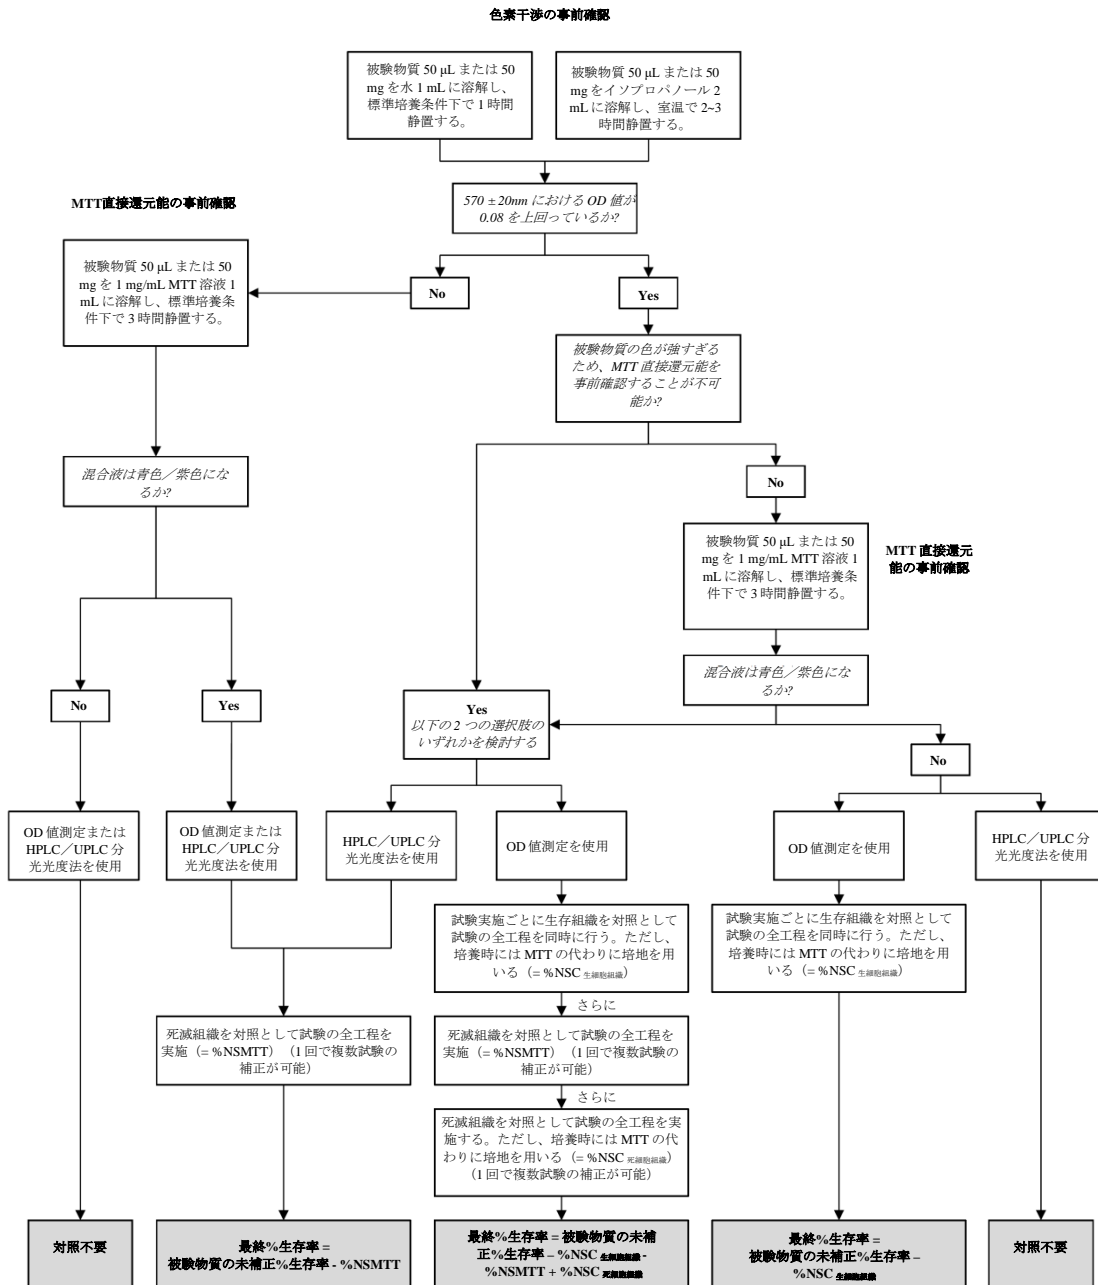 色素干渉の事前確認
被験物質 50 μL または 50
mg を水 1 mL に溶解し、
標準培養条件下で 1 時間
静置する。
被験物質 50 μL または 50
mg をイソプロパノール 2
mL に溶解し、室温で 2~3
時間静置する。
MTT直接還元能の事前確認
570 ± 20nm における OD 値が
0.08 を上回っているか?
被験物質 50 μL または 50
mg を 1 mg/mL MTT 溶液 1
mL に溶解し、標準培養条
件下で 3 時間静置する。
No
Yes
被験物質の色が強すぎる
ため、MTT 直接還元能を
事前確認することが不可
能か?
混合液は青色／紫色にな
るか?
No
被験物質 50 μL または 50
mg を 1 mg/mL MTT 溶液 1
mL に溶解し、標準培養条
件下で 3 時間静置する。
MTT 直接還元
能の事前確認
混合液は青色／紫色にな
るか?
No
Yes
Yes
以下の 2 つの選択肢の
いずれかを検討する
No
OD 値測定または
HPLC／UPLC 分
光光度法を使用
OD 値測定または
HPLC／UPLC 分
光光度法を使用
HPLC／UPLC 分
光光度法を使用
OD 値測定を使用
OD 値測定を使用
HPLC／UPLC 分
光光度法を使用
試験実施ごとに生存組織を対照として
試験の全工程を同時に行う。ただし、
培養時には MTT の代わりに培地を用
いる（= %NSC 生細胞組織）
試験実施ごとに生存組織を対照として
試験の全工程を同時に行う。ただし、
培養時には MTT の代わりに培地を用
いる（= %NSC 生細胞組織）
さらに
死滅組織を対照として試験の全工程を
実施（= %NSMTT）（1 回で複数試験の
補正が可能）
死滅組織を対照として試験の全工程を
実施（= %NSMTT）（1 回で複数試験の
補正が可能）
さらに
死滅組織を対照として試験の全工程を実
施する。ただし、培養時には MTT の代
わりに培地を用いる（= %NSC 死細胞組織）
（1 回で複数試験の補正が可能）
対照不要
最終%生存率 =
被験物質の未補正%生存率 - %NSMTT
最終%生存率 = 被験物質の未補
正%生存率 – %NSC 生細胞組織 -
%NSMTT + %NSC 死細胞組織
最終%生存率 =
被験物質の未補正%生存率 –
%NSC 生細胞組織
対照不要